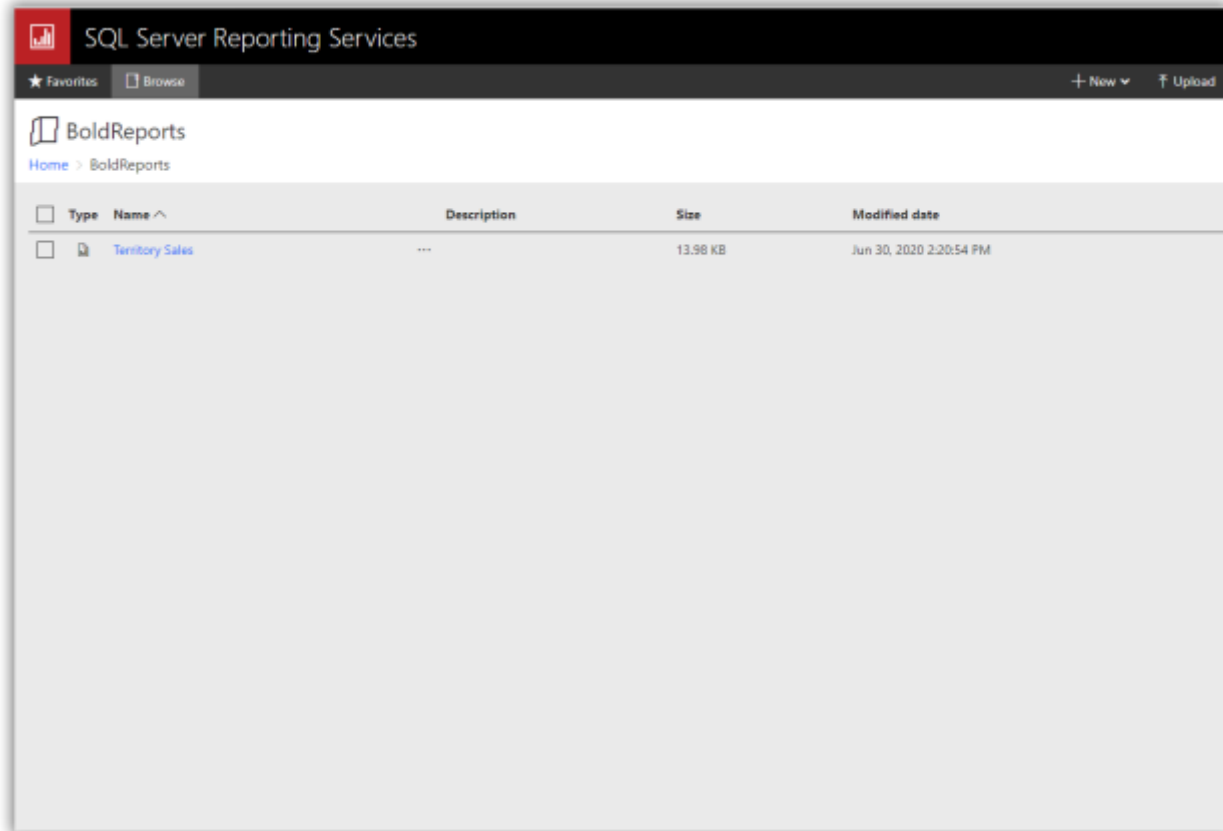 SQL Server Reporting Services
Favorites Browse New Upload
BoldReports
Home > BoldReports
Type Name Description Size Modified date
Territory Sales ... 13.98 KB Jun 30, 2020 2:20:54 PM